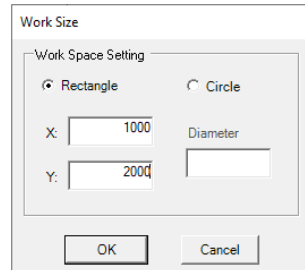 Work Size
Work Space Setting
Rectangle Circle
X: 1000 Diameter
Y: 2000
OK Cancel